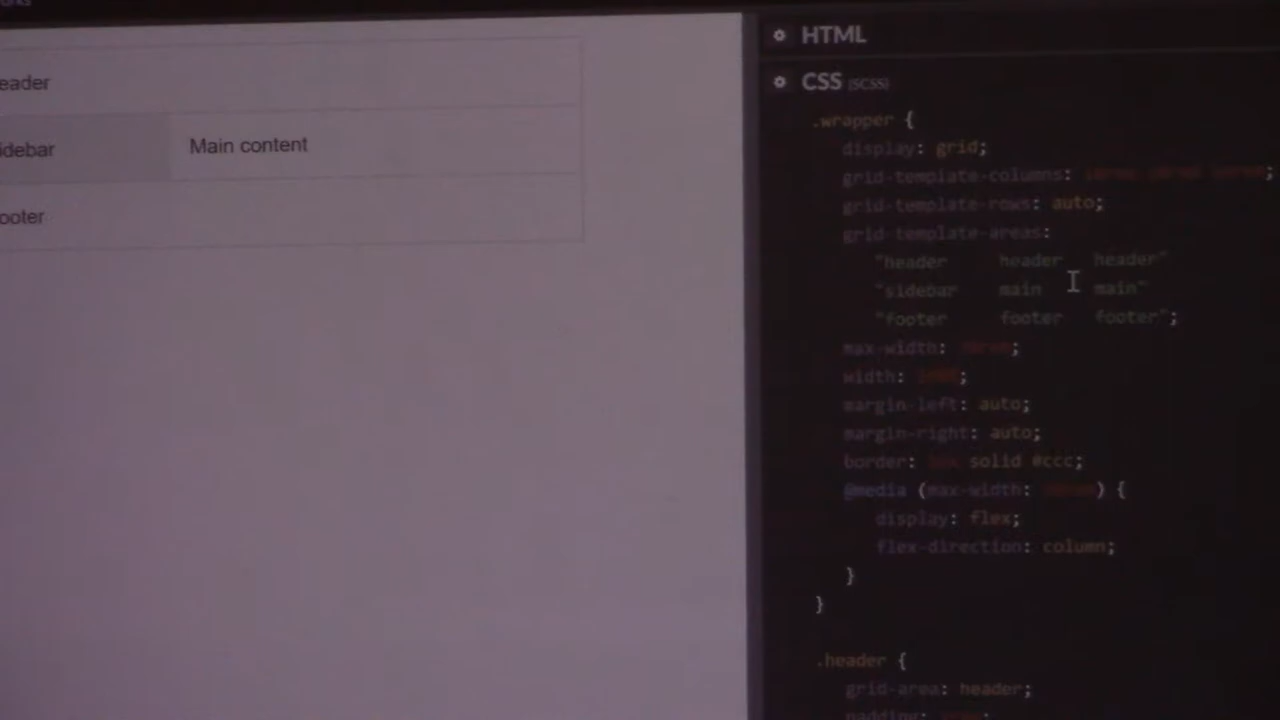 eader
idebar
Main content
ooter
HTML
CSS (SCSS)
.wrapper {
display: grid;
grid-template-columns: ;
grid-template-rows: auto;
grid-template-areas:
"header header header"
"sidebar main main"
"footer footer footer";
max-width: ;
width: ;
margin-left: auto;
margin-right: auto;
border: solid #ccc;
@media (max-width: ) {
display: flex;
flex-direction: column;
}
}
.header {
grid-area: header;
padding: